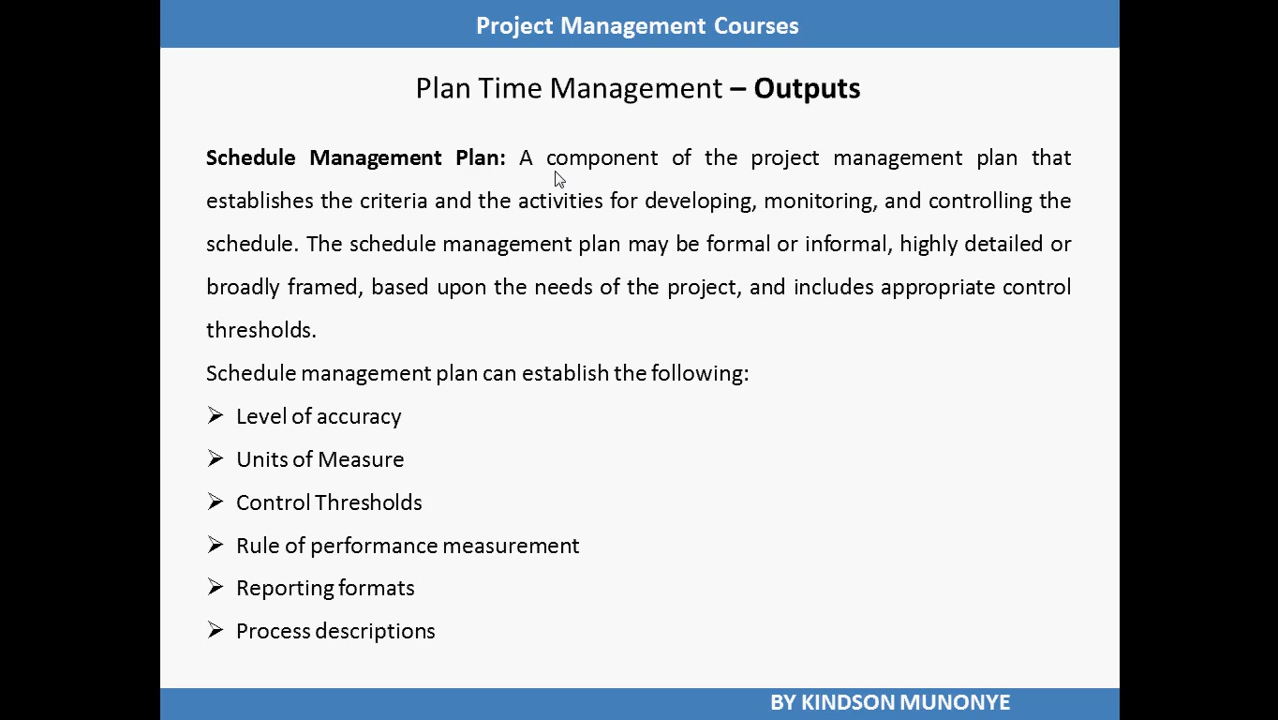 Project Management Courses
Plan Time Management – Outputs
Schedule Management Plan: A component of the project management plan that
establishes the criteria and the activities for developing, monitoring, and controlling the
schedule. The schedule management plan may be formal or informal, highly detailed or
broadly framed, based upon the needs of the project, and includes appropriate control
thresholds.
Schedule management plan can establish the following:
➢ Level of accuracy
➢ Units of Measure
➢ Control Thresholds
➢ Rule of performance measurement
➢ Reporting formats
➢ Process descriptions
BY KINDSON MUNONYE